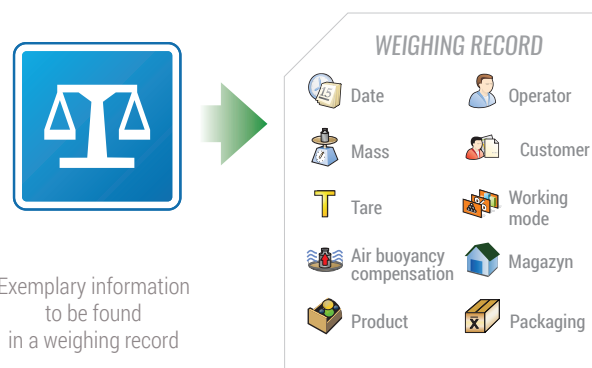 WEIGHING RECORD
Date
Operator
Mass
Customer
T
Tare
Working
mode
Air buoyancy
compensation
Magazyn
Product
Packaging
Exemplary information
to be found
in a weighing record